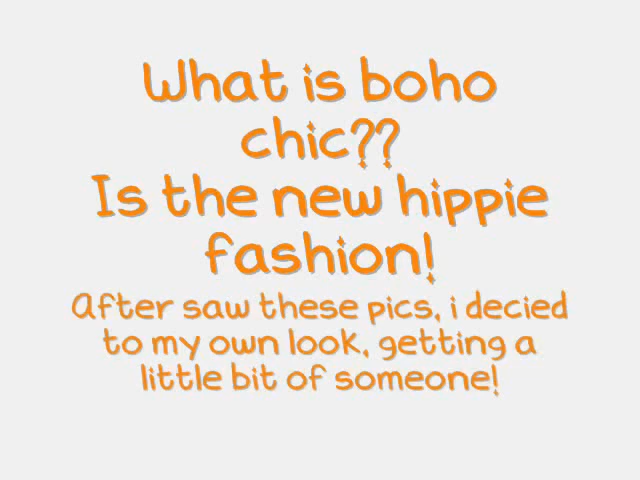 What is boho
chic??
Is the new hippie
fashion!
After saw these pics, i decied
to my own look, getting a
little bit of someone!